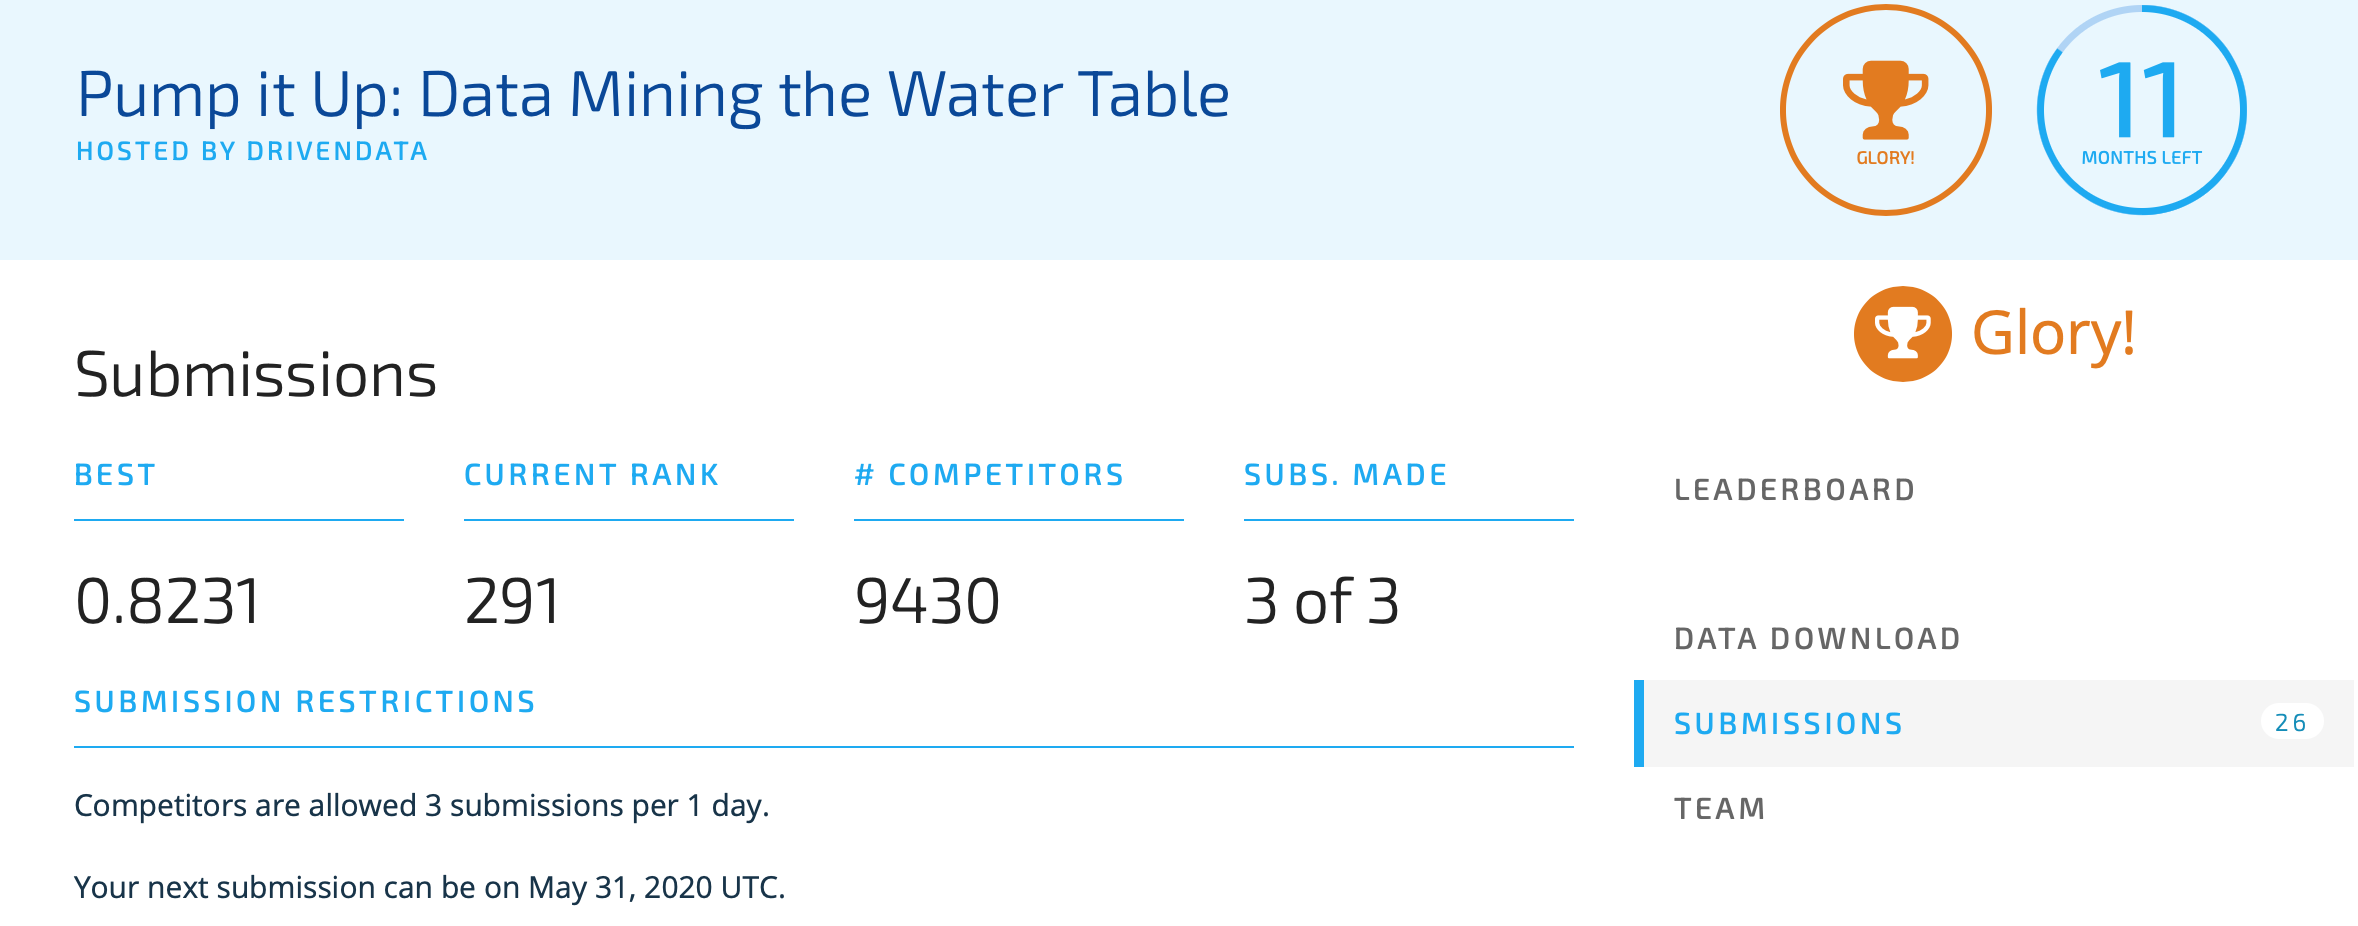 Pump it Up: Data Mining the Water Table
HOSTED BY DRIVENDATA
GLORY!
11
MONTHS LEFT
Glory!
Submissions
BEST
CURRENT RANK
# COMPETITORS
SUBS. MADE
0.8231
291
9430
3 of 3
SUBMISSION RESTRICTIONS
Competitors are allowed 3 submissions per 1 day.
Your next submission can be on May 31, 2020 UTC.
LEADERBOARD
DATA DOWNLOAD
SUBMISSIONS 26
TEAM